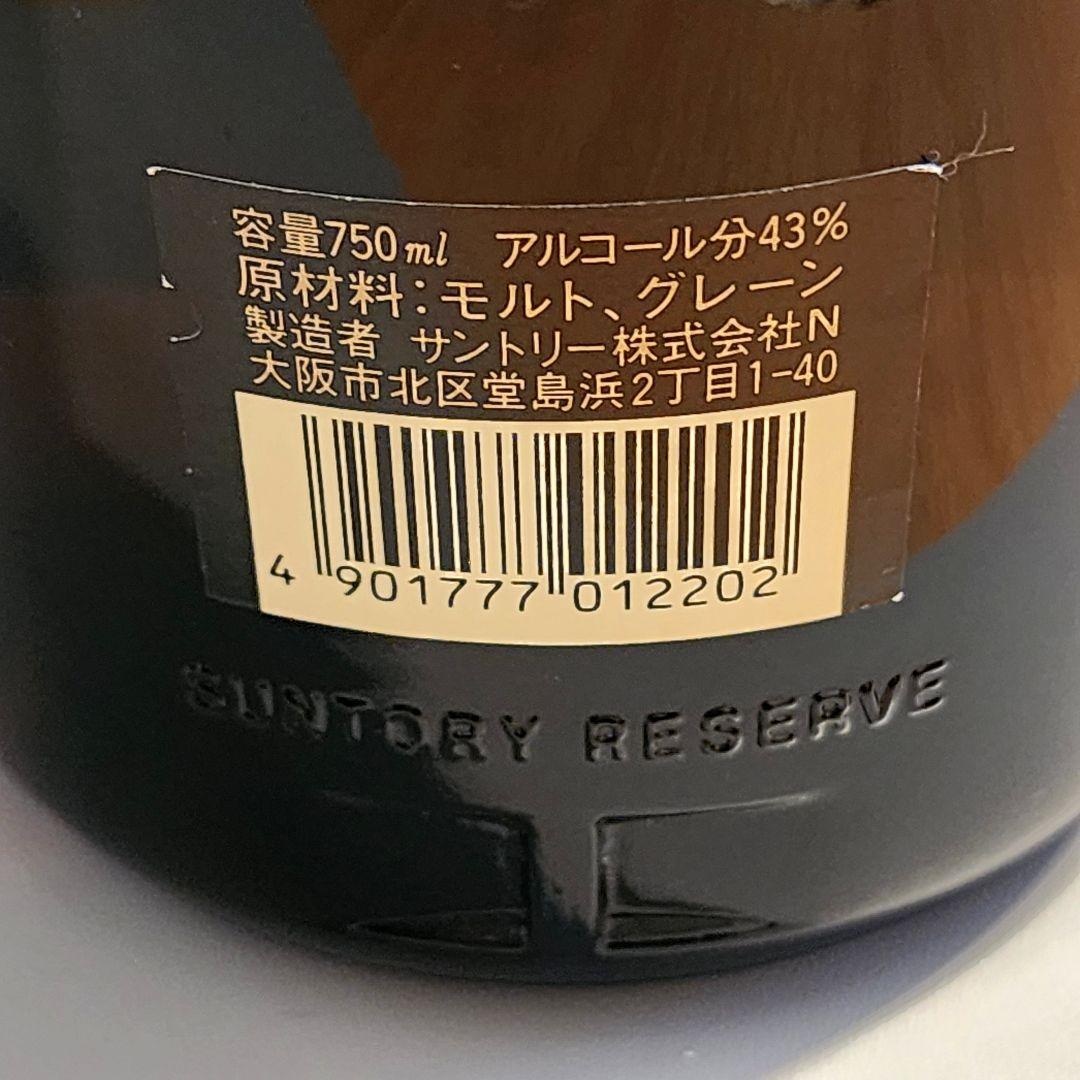 容量750ml アルコール分43%
原材料:モルト、グレーン
製造者 サントリー株式会社N
大阪市北区堂島浜2丁目1-40
4 901777 012202
SUNTORY RESERVE